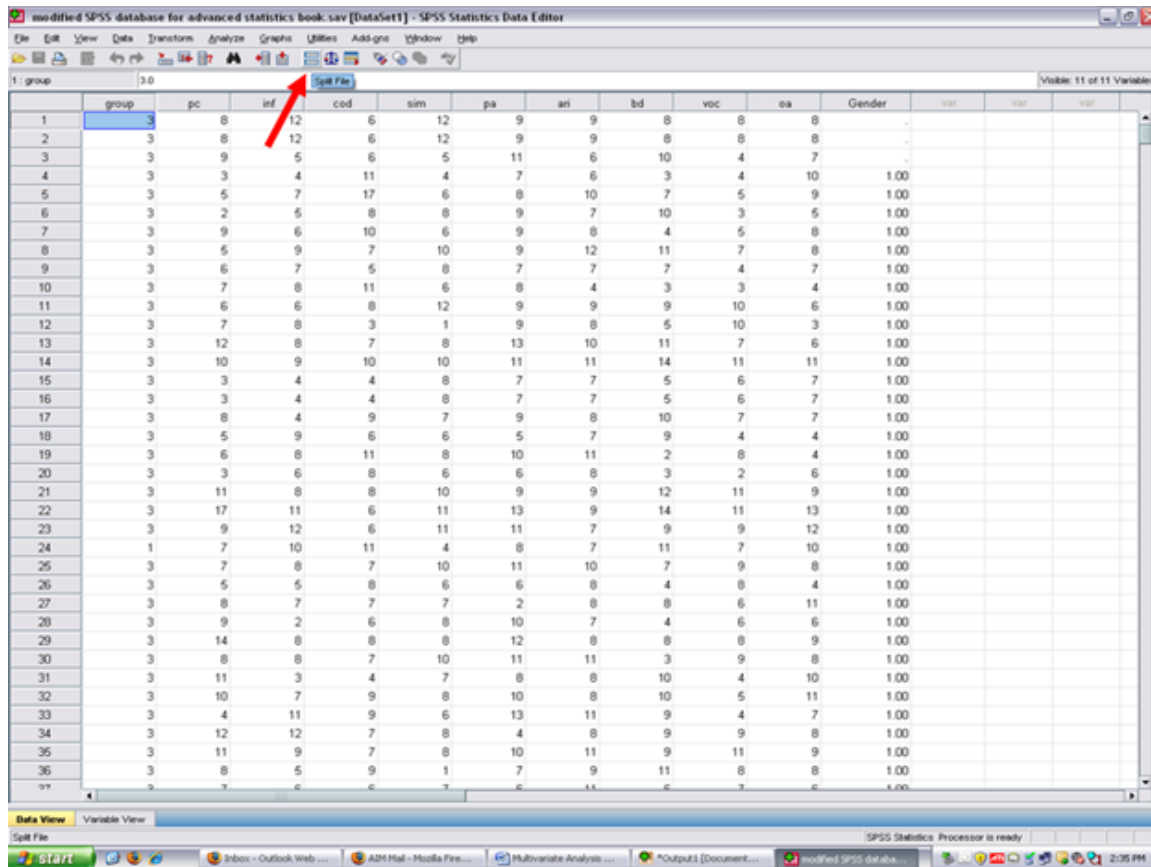 modified SPSS database for advanced statistics book.sav [DataSet1] - SPSS Statistics Data Editor
File Edit View Data Transform Analyze Graphs Utilities Add-ons Window Help
1 : group 3.0 Split File Visible: 11 of 11 Variable
group pc inf cod sim pa ari bd voc oa Gender var var var
1 3 8 12 6 12 9 9 8 8 8 .
2 3 8 12 6 12 9 9 8 8 8 .
3 3 9 5 6 5 11 6 10 4 7 .
4 3 3 4 11 4 7 6 3 4 10 1.00
5 3 5 7 17 6 8 10 7 5 9 1.00
6 3 2 5 8 8 9 7 10 3 5 1.00
7 3 9 6 10 6 9 8 4 5 8 1.00
8 3 5 9 7 10 9 12 11 7 8 1.00
9 3 6 7 5 8 7 7 7 4 7 1.00
10 3 7 8 11 6 8 4 3 3 4 1.00
11 3 6 6 8 12 9 9 9 10 6 1.00
12 3 7 8 3 1 9 8 5 10 3 1.00
13 3 12 8 7 8 13 10 11 7 6 1.00
14 3 10 9 10 10 11 11 14 11 11 1.00
15 3 3 4 4 8 7 7 5 6 7 1.00
16 3 3 4 4 8 7 7 5 6 7 1.00
17 3 8 4 9 7 9 8 10 7 7 1.00
18 3 5 9 6 6 5 7 9 4 4 1.00
19 3 6 8 11 8 10 11 2 8 4 1.00
20 3 3 6 8 6 6 8 3 2 6 1.00
21 3 11 8 8 10 9 9 12 11 9 1.00
22 3 17 11 6 11 13 9 14 11 13 1.00
23 3 9 12 6 11 11 7 9 9 12 1.00
24 1 7 10 11 4 8 7 11 7 10 1.00
25 3 7 8 7 10 11 10 7 9 8 1.00
26 3 5 5 8 6 6 8 4 8 4 1.00
27 3 8 7 7 7 2 8 8 6 11 1.00
28 3 9 2 6 8 10 7 4 6 6 1.00
29 3 14 8 8 8 12 8 8 8 9 1.00
30 3 8 8 7 10 11 11 3 9 8 1.00
31 3 11 3 4 7 8 8 10 4 10 1.00
32 3 10 7 9 8 10 8 10 5 11 1.00
33 3 4 11 9 6 13 11 9 4 7 1.00
34 3 12 12 7 8 4 8 9 9 8 1.00
35 3 11 9 7 8 10 11 9 11 9 1.00
36 3 8 5 9 1 7 9 11 8 8 1.00
Data View Variable View
Split File SPSS Statistics Processor is ready
start Inbox - Outlook Web ... AIM Mail - Mozilla Fire... Multivariate Analysis ... *Output1 [Document... modified SPSS databa... 2:35 PM